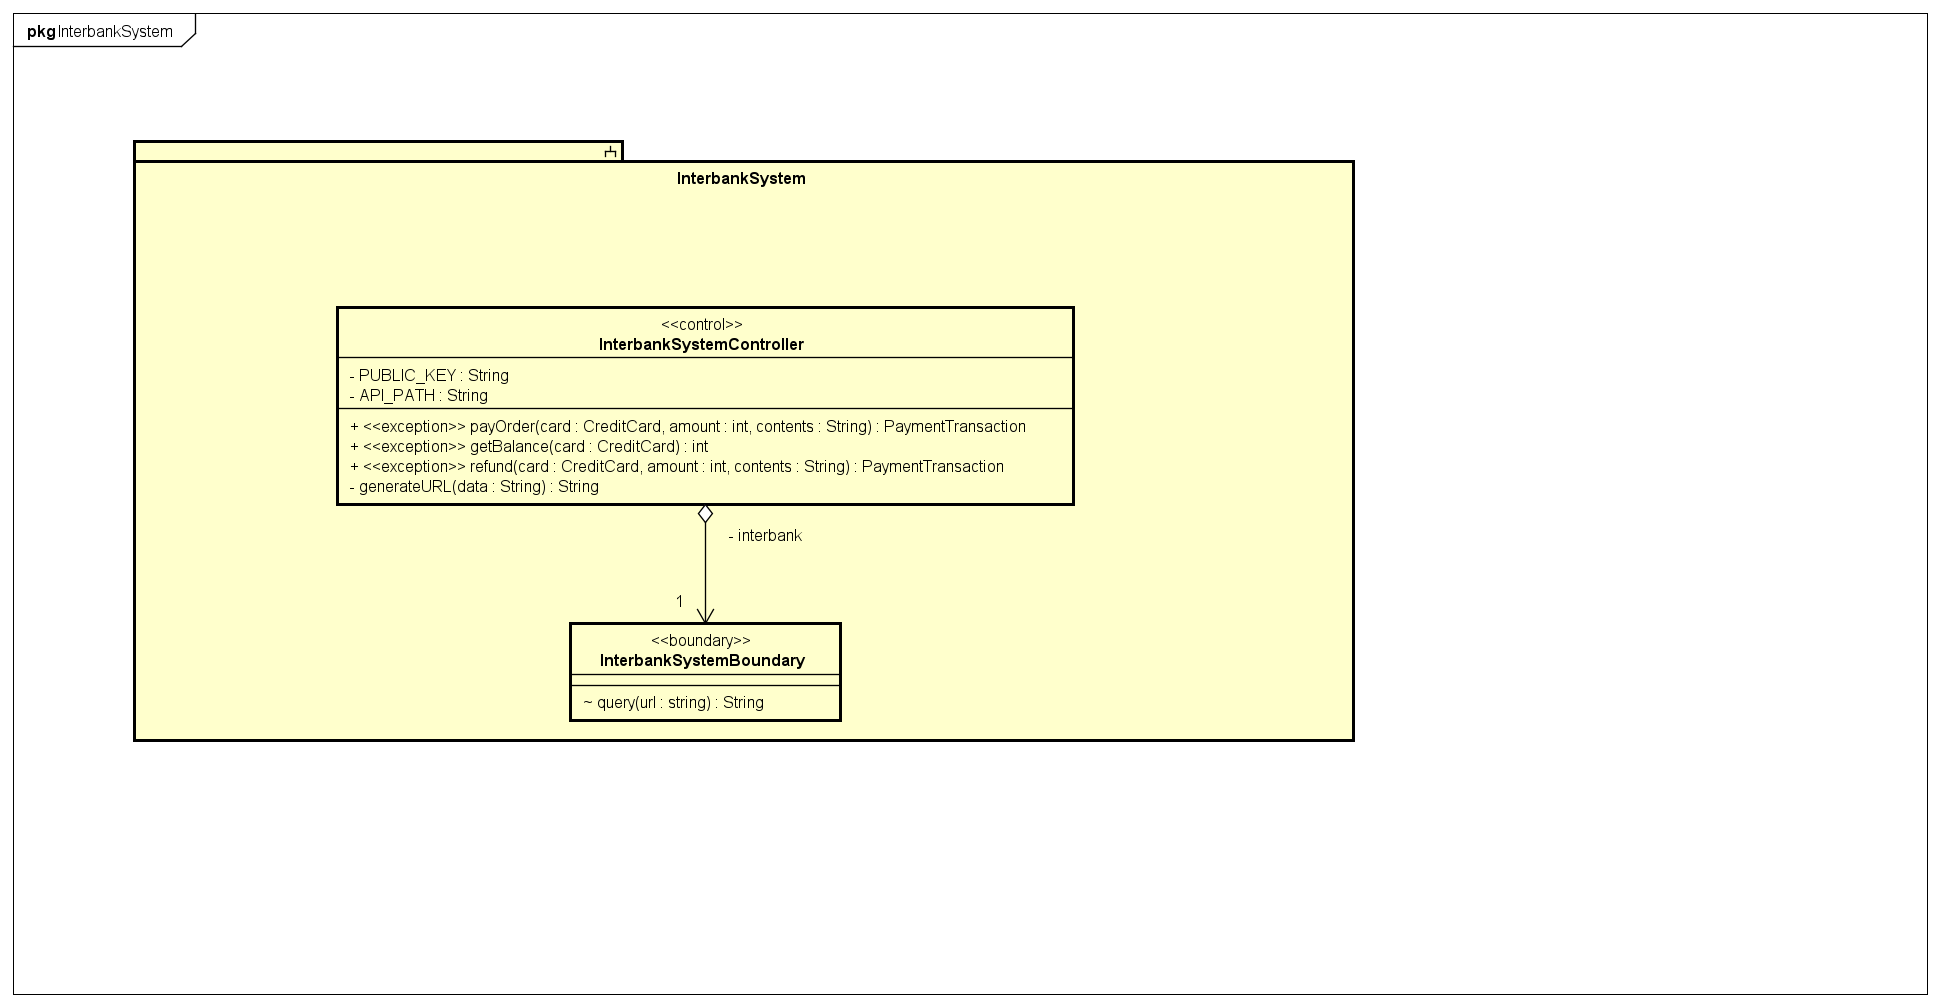 pkg InterbankSystem
InterbankSystem
<<control>>
InterbankSystemController
- PUBLIC_KEY : String
- API_PATH : String
+ <<exception>> payOrder(card : CreditCard, amount : int, contents : String) : PaymentTransaction
+ <<exception>> getBalance(card : CreditCard) : int
+ <<exception>> refund(card : CreditCard, amount : int, contents : String) : PaymentTransaction
- generateURL(data : String) : String
- interbank
1
<<boundary>>
InterbankSystemBoundary
~ query(url : string) : String